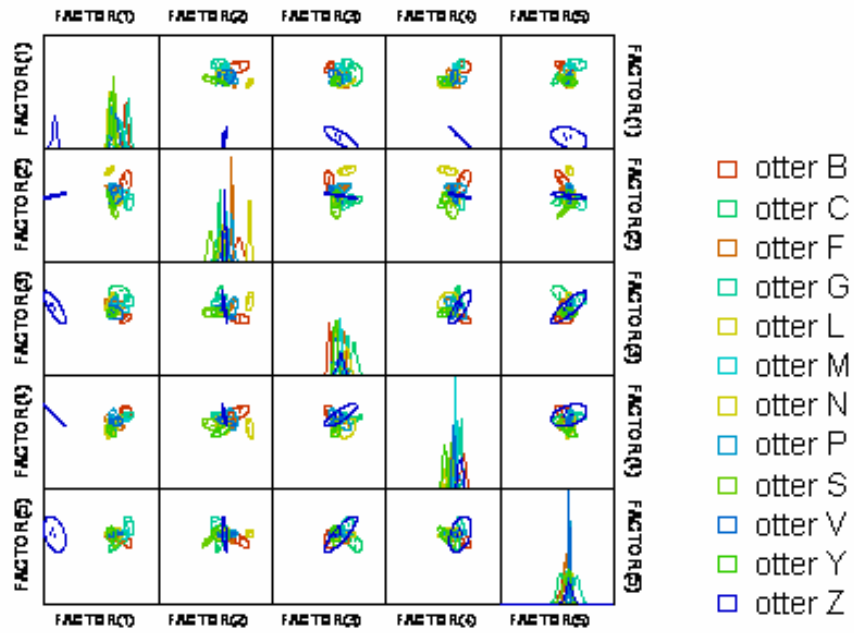 FACTOR(1) FACTOR(2) FACTOR(3) FACTOR(4) FACTOR(5)
FACTOR(1)
FACTOR(2)
FACTOR(3)
FACTOR(4)
FACTOR(5)
FACTOR(1)
FACTOR(2)
FACTOR(3)
FACTOR(4)
FACTOR(5)
FACTOR(1) FACTOR(2) FACTOR(3) FACTOR(4) FACTOR(5)
otter B
otter C
otter F
otter G
otter L
otter M
otter N
otter P
otter S
otter V
otter Y
otter Z